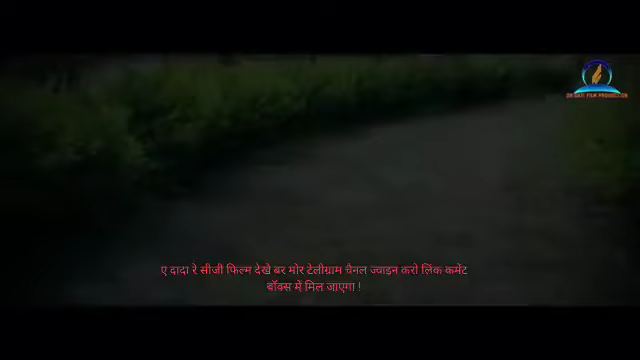 ए दादा रे सीजी फिल्म देखे बर मोर टेलीग्राम चैनल ज्वाइन करो लिंक कमेंट
बॉक्स में मिल जाएगा !